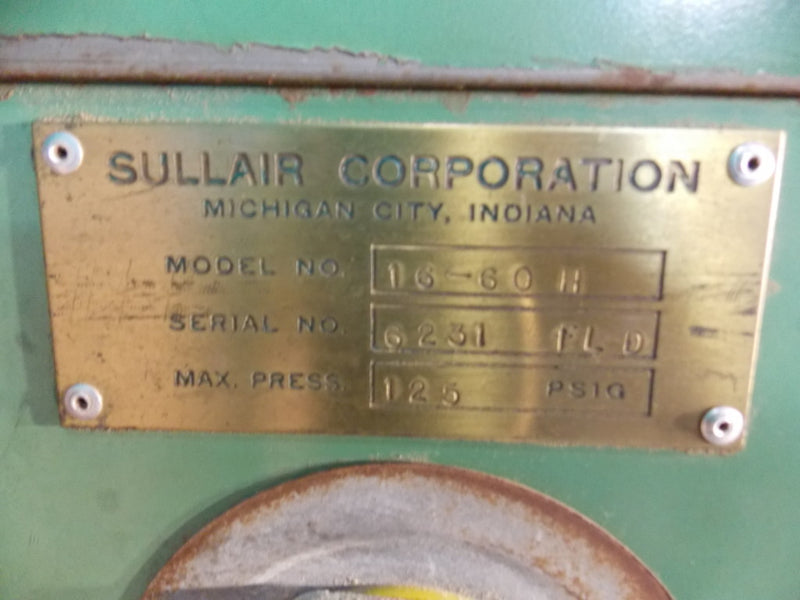 SULLAIR CORPORATION
MICHIGAN CITY, INDIANA
MODEL NO. 16-60 H
SERIAL NO. 6231 FLD
MAX. PRESS. 125 PSIG